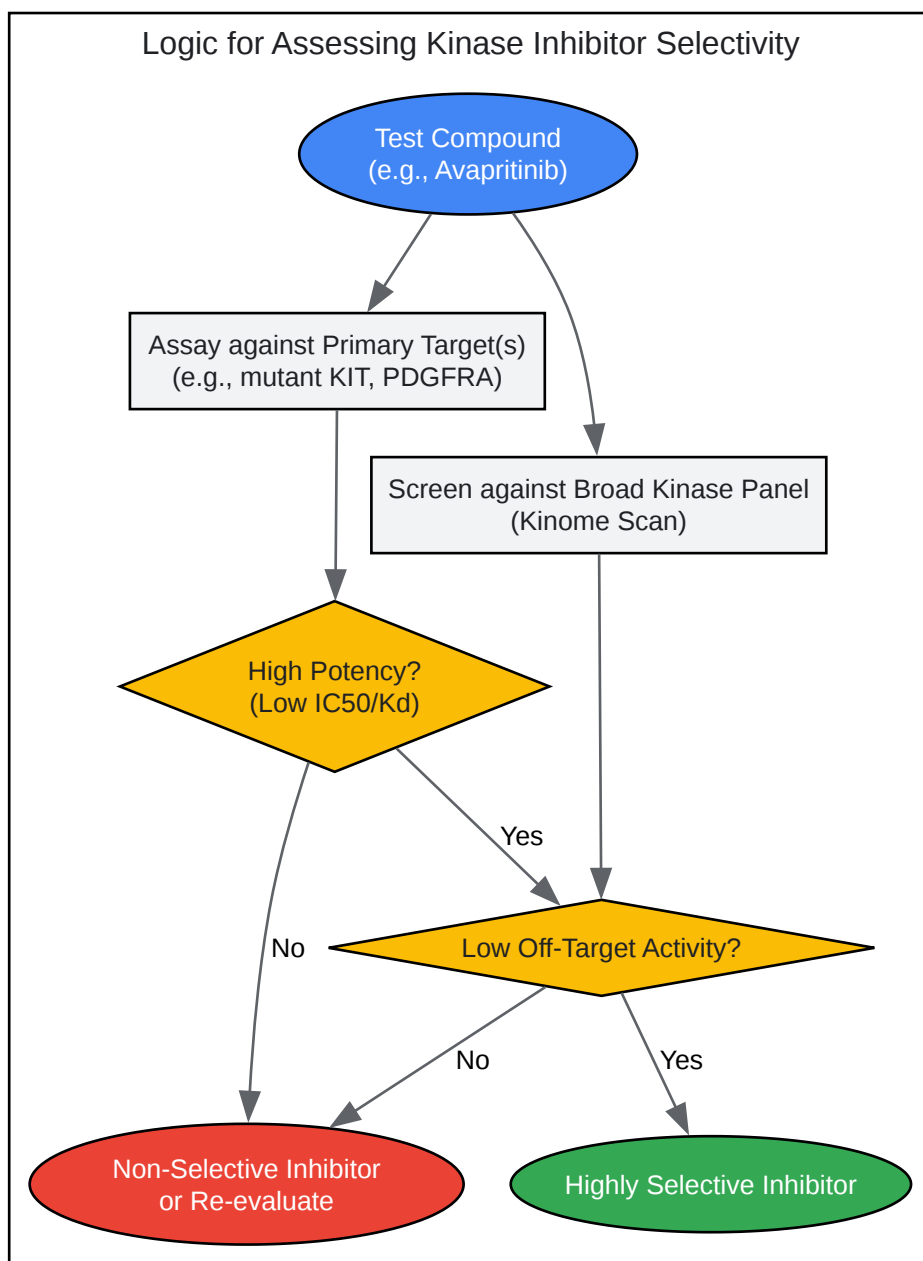 Logic for Assessing Kinase Inhibitor Selectivity
Test Compound
(e.g., Avapritinib)
Assay against Primary Target(s)
(e.g., mutant KIT, PDGFRA)
Screen against Broad Kinase Panel
(Kinome Scan)
High Potency?
(Low IC50/Kd)
Yes
No
Low Off-Target Activity?
No
Yes
Non-Selective Inhibitor
or Re-evaluate
Highly Selective Inhibitor